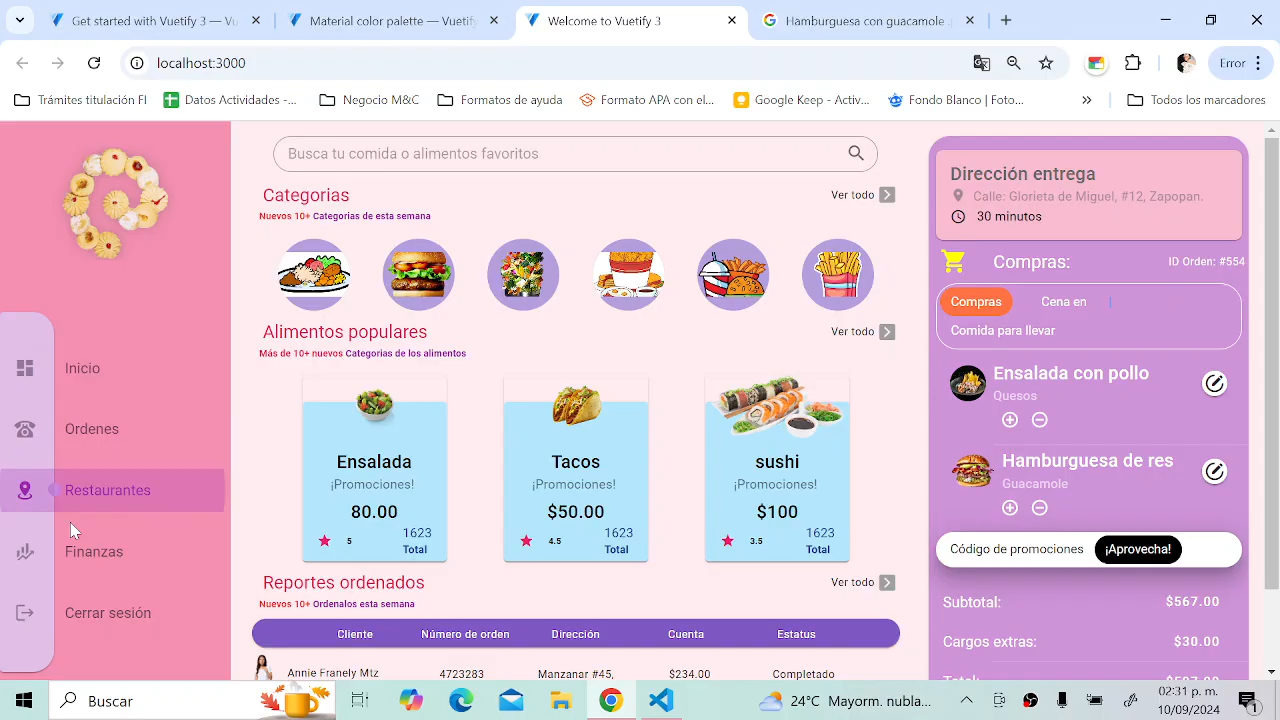 Get started with Vuetify 3 — Vu
Material color palette — Vuetif
Welcome to Vuetify 3
Hamburguesa con guacamole
localhost:3000
Error
Trámites titulación FI
Datos Actividades -...
Negocio M&C
Formatos de ayuda
Formato APA con el...
Google Keep - Activ...
Fondo Blanco | Foto...
Todos los marcadores
Busca tu comida o alimentos favoritos
Categorias
Ver todo
Nuevos 10+ Categorias de esta semana
Alimentos populares
Ver todo
Más de 10+ nuevos Categorias de los alimentos
Ensalada
¡Promociones!
80.00
5
1623
Total
Tacos
¡Promociones!
$50.00
4.5
1623
Total
sushi
¡Promociones!
$100
3.5
1623
Total
Reportes ordenados
Ver todo
Nuevos 10+ Ordenalos esta semana
Cliente Número de orden Dirección Cuenta Estatus
Annie Franely Mtz 4723283 Manzanar #45, $234.00 Completado
Inicio
Ordenes
Restaurantes
Finanzas
Cerrar sesión
Dirección entrega
Calle: Glorieta de Miguel, #12, Zapopan.
30 minutos
Compras:
ID Orden: #554
Compras
Cena en
Comida para llevar
Ensalada con pollo
Quesos
Hamburguesa de res
Guacamole
Código de promociones
¡Aprovecha!
Subtotal: $567.00
Cargos extras: $30.00
Buscar
24°C Mayorm. nubla...
02:31 p. m.
10/09/2024
1